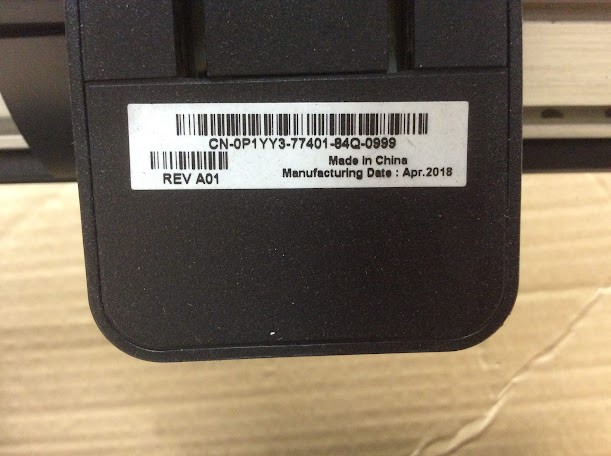 CN-0P1YY3-77401-84Q-0999
REV A01
Made in China
Manufacturing Date : Apr.2018